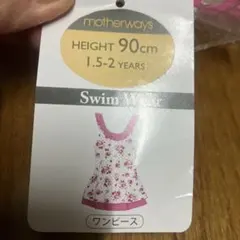 motherways
HEIGHT 90cm
1.5-2 YEARS
Swim Wear
ワンピース